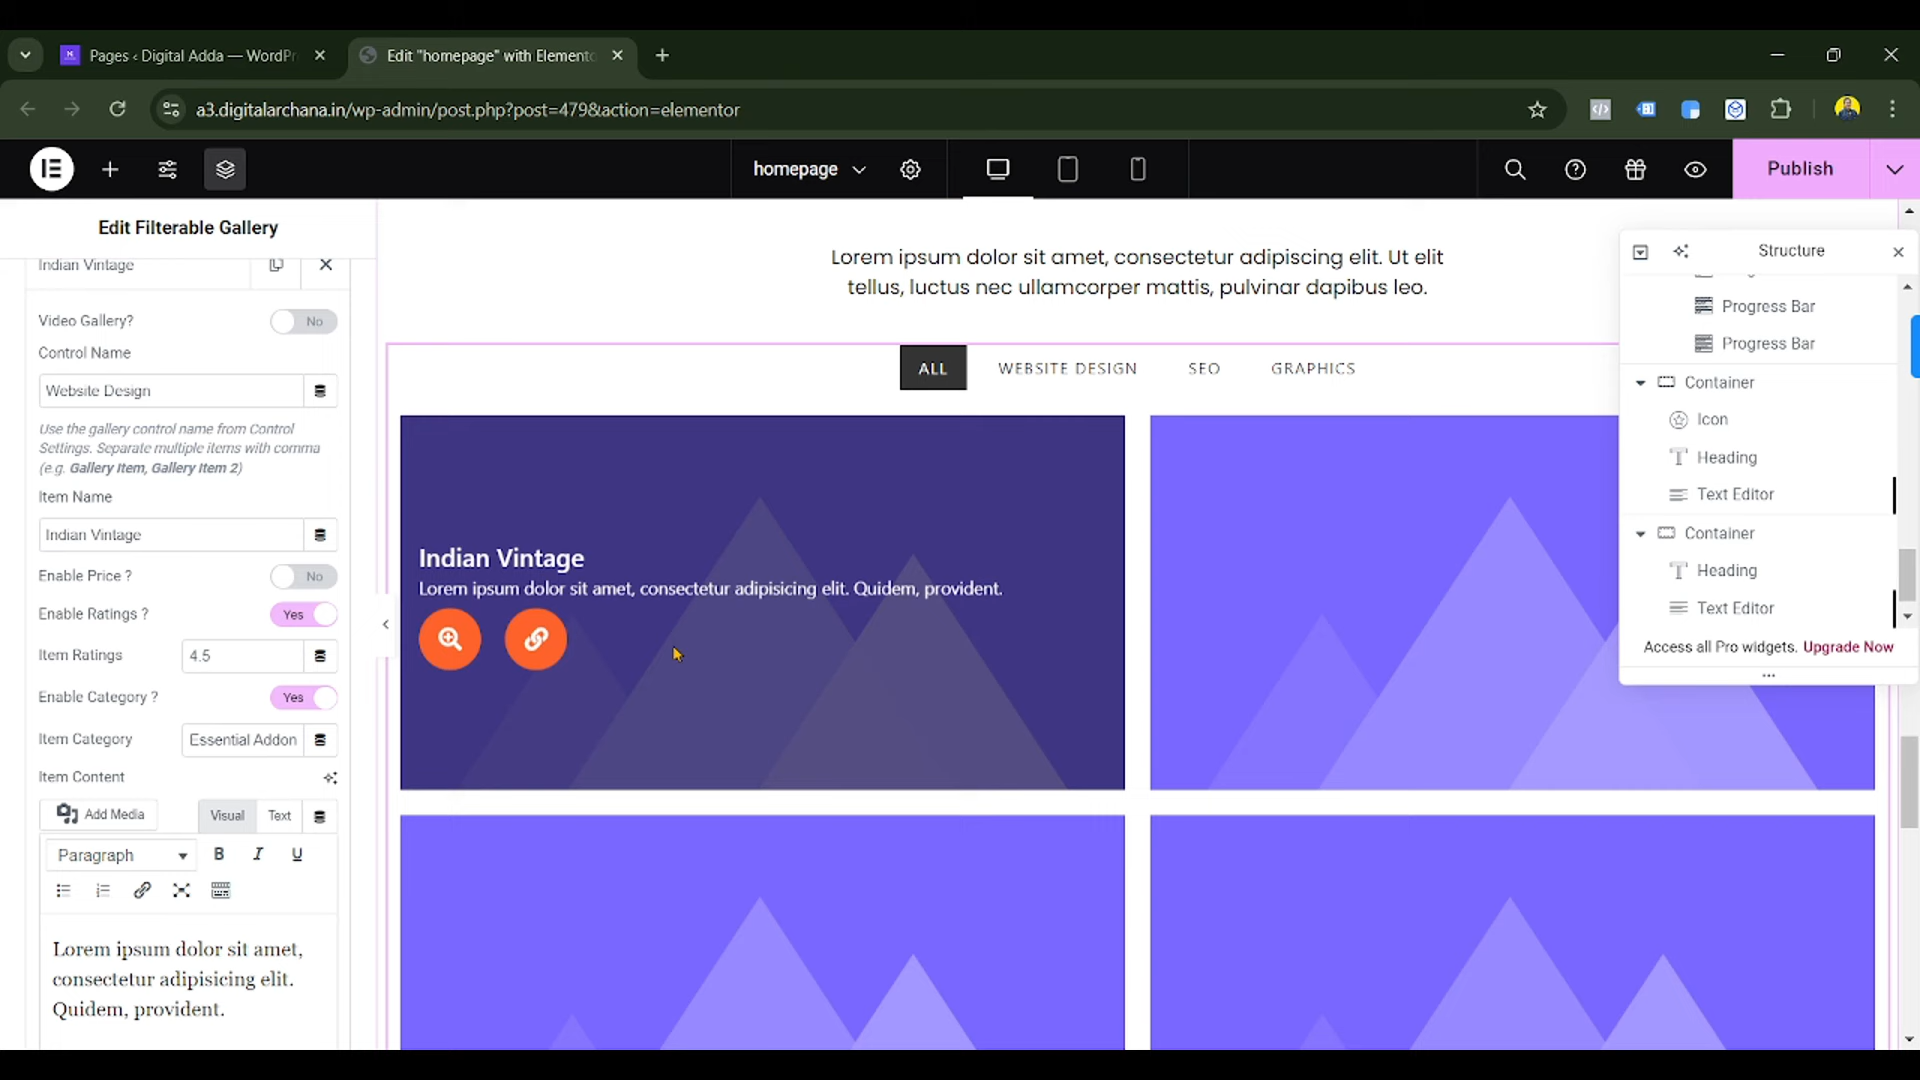 Pages ‹ Digital Adda — WordPr
Edit "homepage" with Elemento
a3.digitalarchana.in/wp-admin/post.php?post=479&action=elementor
homepage
Publish
Edit Filterable Gallery
Indian Vintage
Video Gallery?
No
Control Name
Website Design
Use the gallery control name from Control
Settings. Separate multiple items with comma
(e.g. Gallery Item, Gallery Item 2)
Item Name
Indian Vintage
Enable Price ?
No
Enable Ratings ?
Yes
Item Ratings
4.5
Enable Category ?
Yes
Item Category
Essential Addon
Item Content
Add Media
Visual
Text
Paragraph
B
I
U
Lorem ipsum dolor sit amet,
consectetur adipisicing elit.
Quidem, provident.
Lorem ipsum dolor sit amet, consectetur adipiscing elit. Ut elit
tellus, luctus nec ullamcorper mattis, pulvinar dapibus leo.
ALL
WEBSITE DESIGN
SEO
GRAPHICS
Indian Vintage
Lorem ipsum dolor sit amet, consectetur adipisicing elit. Quidem, provident.
Structure
Progress Bar
Progress Bar
Container
Icon
Heading
Text Editor
Container
Heading
Text Editor
Access all Pro widgets. Upgrade Now